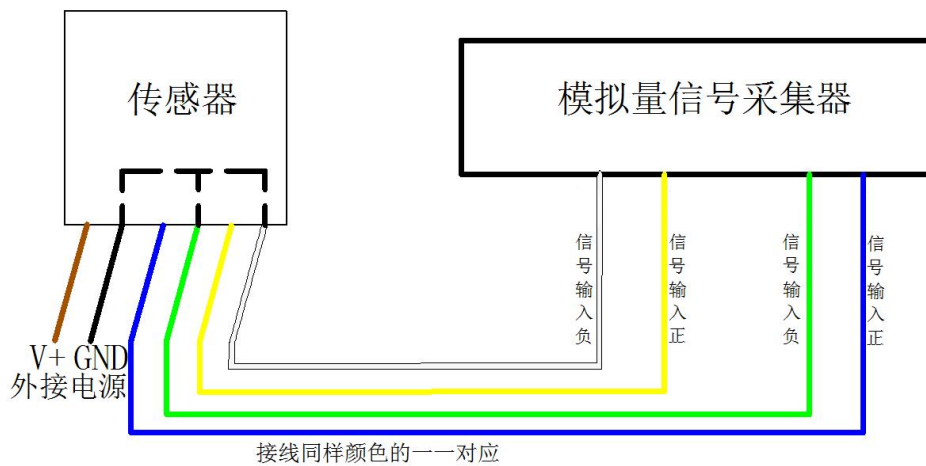 传感器
模拟量信号采集器
信号输入负
信号输入正
信号输入负
信号输入正
V+ GND
外接电源
接线同样颜色的一一对应